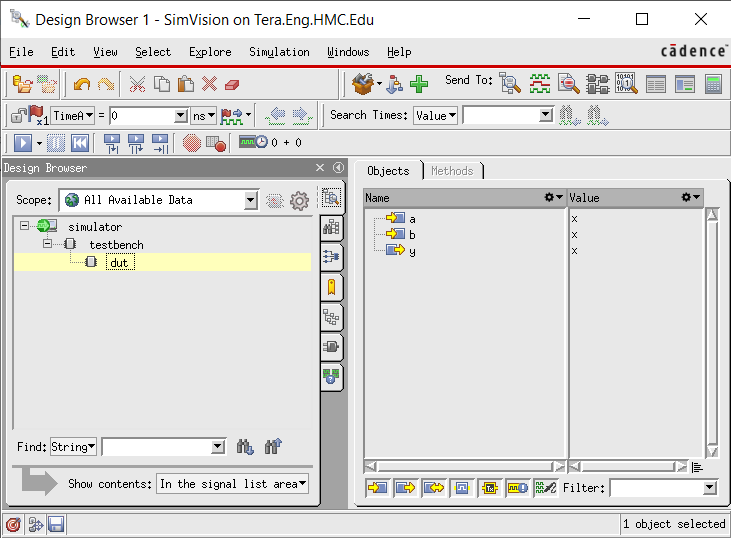 Design Browser 1 - SimVision on Tera.Eng.HMC.Edu
File Edit View Select Explore Simulation Windows Help cādence
Send To:
x1 TimeA = 0 ns Search Times: Value
0 + 0
Design Browser
Objects Methods
Scope: All Available Data
Name Value
simulator
testbench
dut
a x
b x
y x
Find: String
Show contents: In the signal list area
Filter:
1 object selected